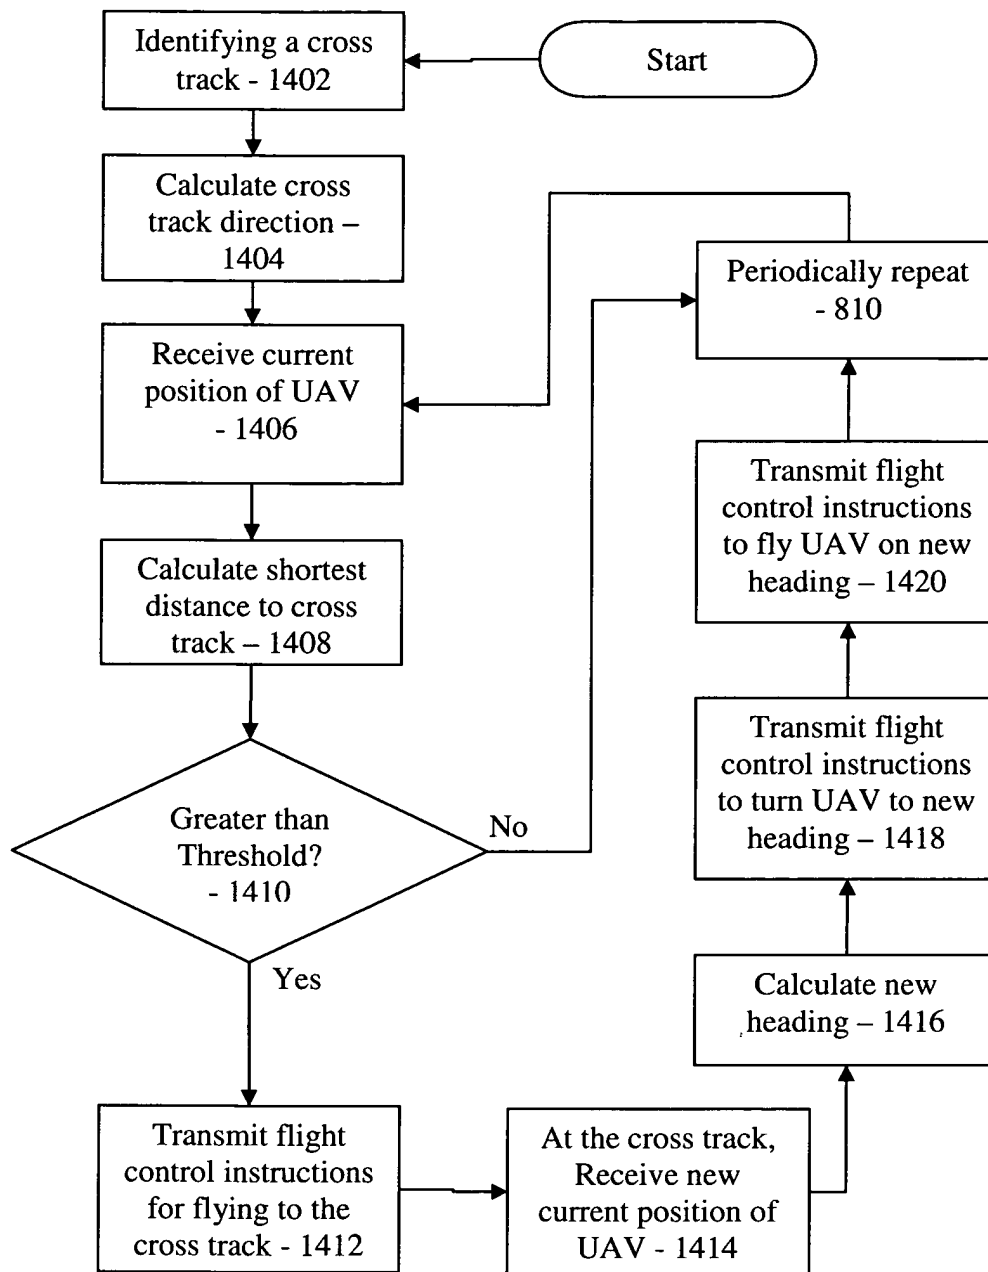 Start
Identifying a cross
track - 1402
Calculate cross
track direction –
1404
Receive current
position of UAV
- 1406
Calculate shortest
distance to cross
track – 1408
Greater than
Threshold?
- 1410
No
Yes
Transmit flight
control instructions
for flying to the
cross track - 1412
At the cross track,
Receive new
current position of
UAV - 1414
Calculate new
heading – 1416
Transmit flight
control instructions
to turn UAV to new
heading – 1418
Transmit flight
control instructions
to fly UAV on new
heading – 1420
Periodically repeat
- 810